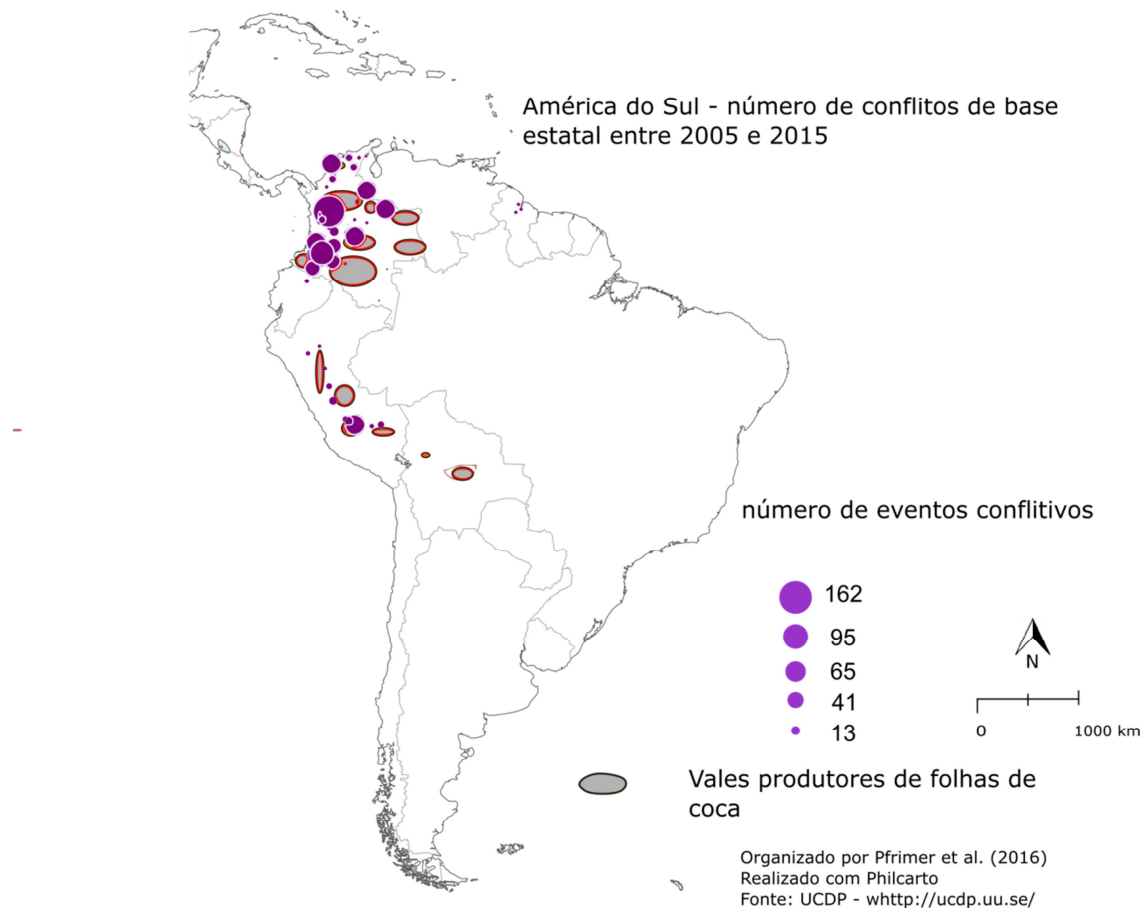 América do Sul - número de conflitos de base
estatal entre 2005 e 2015
número de eventos conflitivos
162
95
65
41
13
N
0 1000 km
Vales produtores de folhas de
coca
Organizado por Pfrimer et al. (2016)
Realizado com Philcarto
Fonte: UCDP - whttp://ucdp.uu.se/